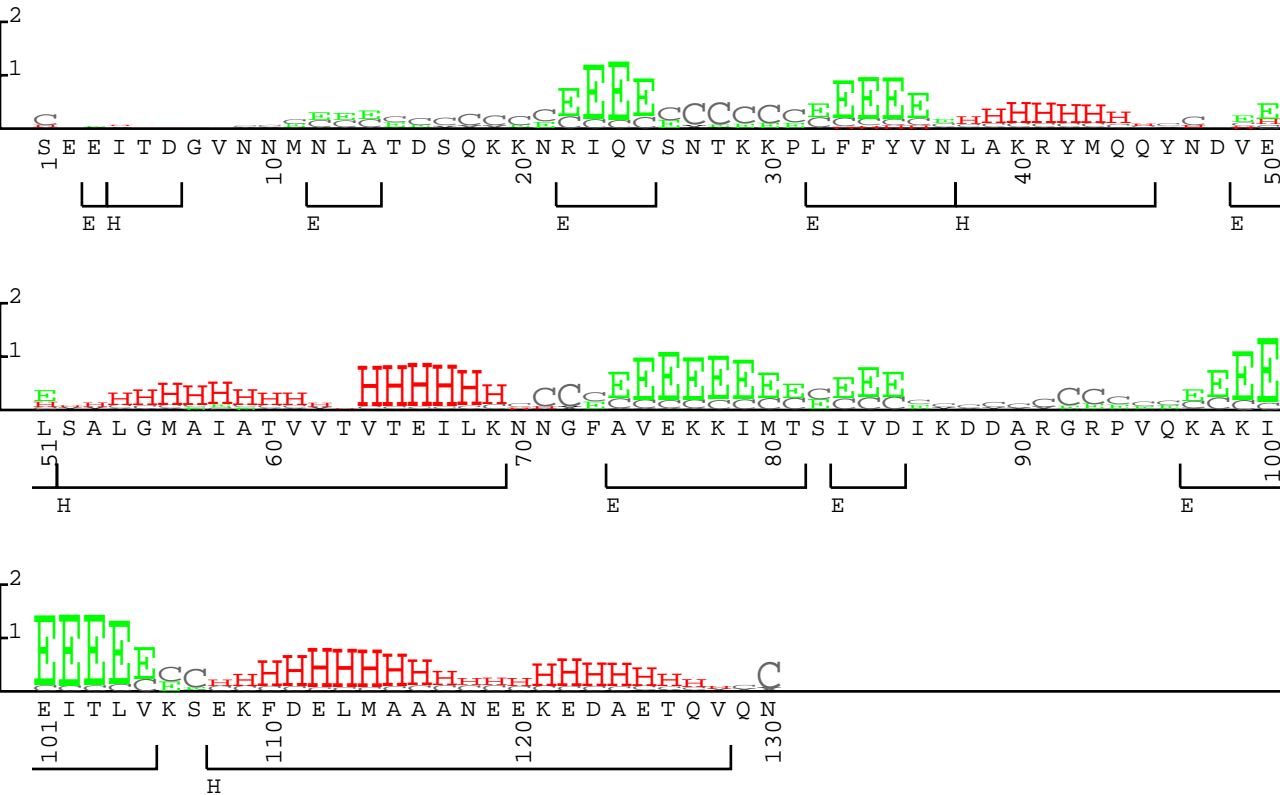 2
1
S E E I T D G V N N M N L A T D S Q K K N R I Q V S N T K K P L F F Y V N L A K R Y M Q Q Y N D V E
1 10 20 30 40 50
E H E E E H E
2
1
L S A L G M A I A T V V T V T E I L K N N G F A V E K K I M T S I V D I K D D A R G R P V Q K A K I
51 60 70 80 90 100
H E E E
2
1
E I T L V K S E K F D E L M A A A N E E K E D A E T Q V Q N
101 110 120 130
H